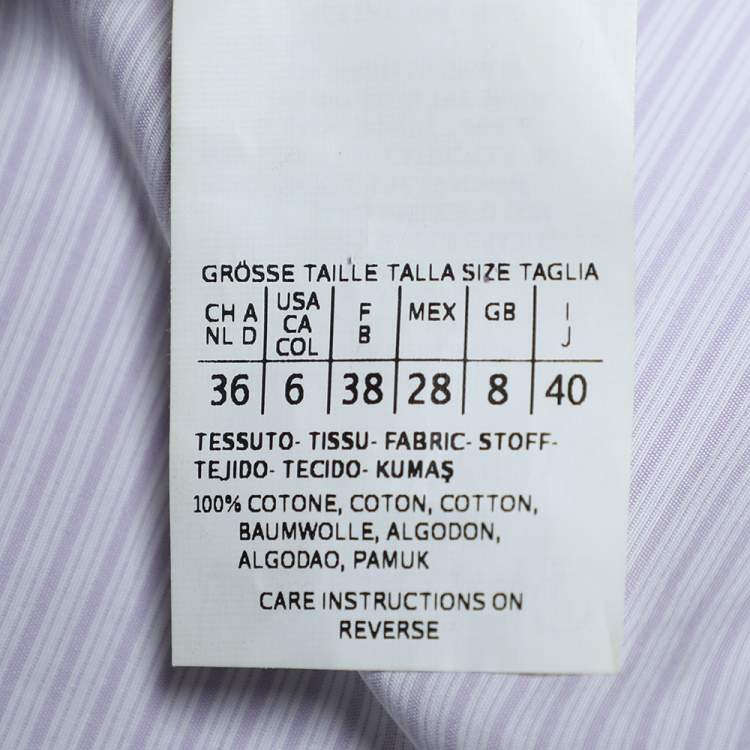 GRÖSSE TAILLE TALLA SIZE TAGLIA
CH A NL D | USA CA COL | F B | MEX | GB | I J
36 | 6 | 38 | 28 | 8 | 40
TESSUTO- TISSU- FABRIC- STOFF-
TEJIDO- TECIDO- KUMAŞ
100% COTONE, COTON, COTTON,
BAUMWOLLE, ALGODON,
ALGODAO, PAMUK
CARE INSTRUCTIONS ON
REVERSE